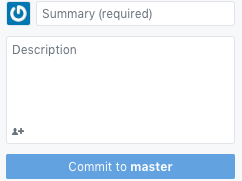 Summary (required)
Description
Commit to master